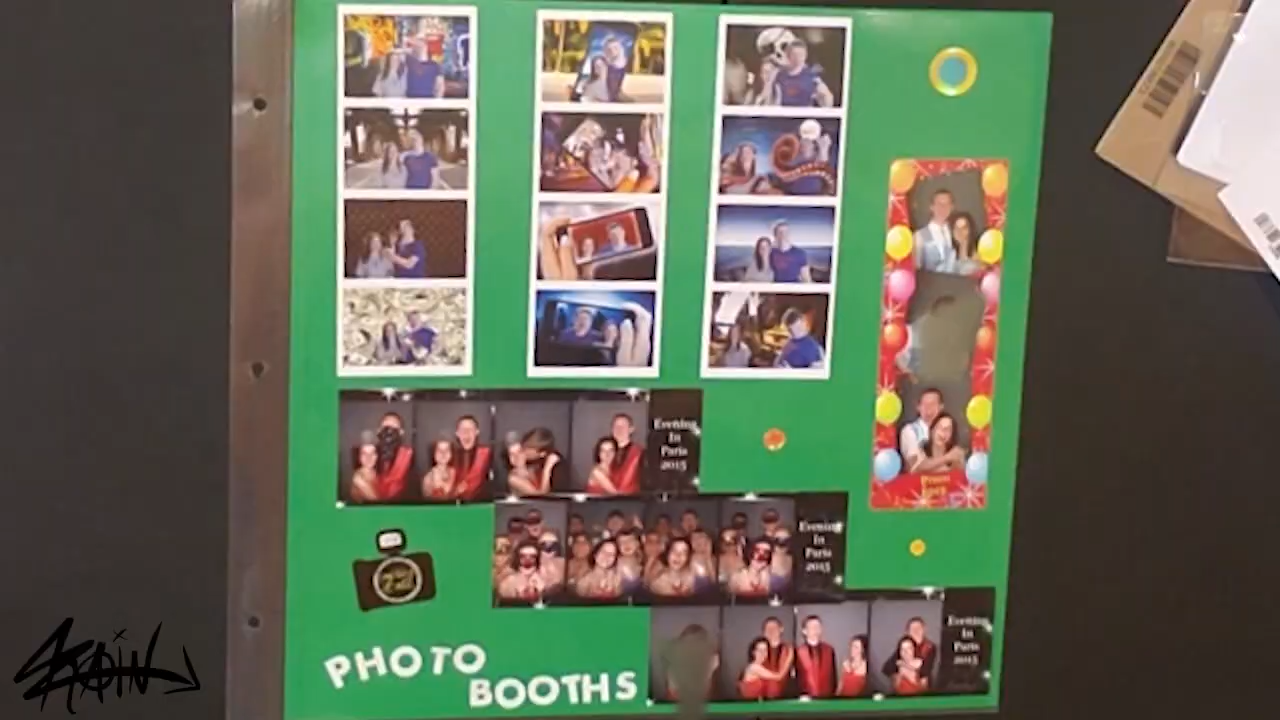 Evening
In
Paris
2015
Evening
In
Paris
2015
Evening
In
Paris
2015
PHOTO
BOOTHS